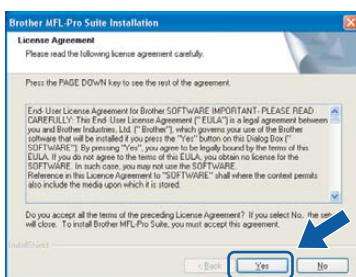 Brother MFL-Pro Suite Installation
License Agreement
Please read the following license agreement carefully.
Press the PAGE DOWN key to see the rest of the agreement.
End- User License Agreement for Brother SOFTWARE IMPORTANT- PLEASE READ
CAREFULLY: This End- User License Agreement (" EULA") is a legal agreement between
you and Brother Industries, Ltd. (" Brother"), which governs your use of the Brother
software that will be installed if you press the "Yes" button on this Dialog Box ("
SOFTWARE"). By pressing "Yes", you agree to be legally bound by the terms of this
EULA. If you do not agree to the terms of this EULA, you obtain no license for the
SOFTWARE. In such case, you may not use the SOFTWARE.
Reference in this License Agreement to "SOFTWARE" shall where the context permits
also include the media upon which it is stored.
Do you accept all the terms of the preceding License Agreement? If you select No, the
will close. To install Brother MFL-Pro Suite, you must accept this agreement.
InstallShield
< Back
Yes
No